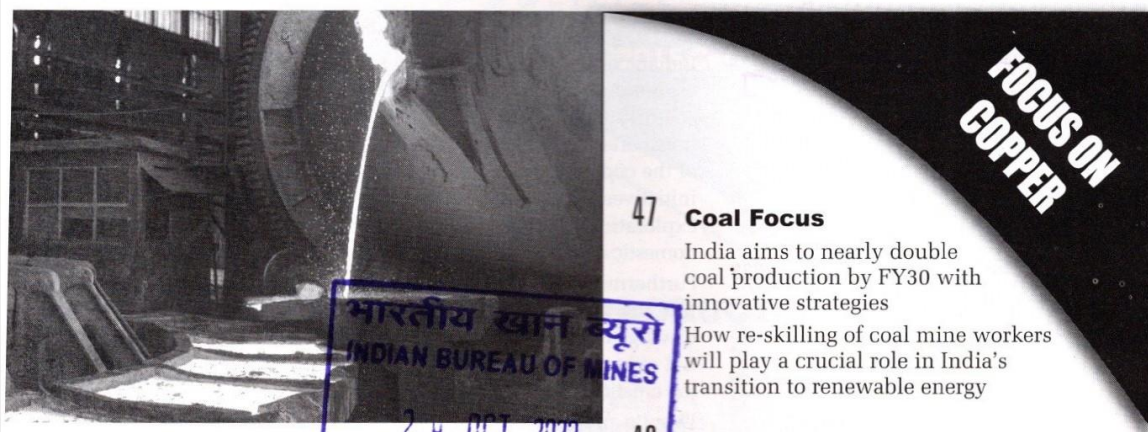 FOCUS ON
COPPER
47 Coal Focus
India aims to nearly double
coal production by FY30 with
innovative strategies
How re-skilling of coal mine workers
will play a crucial role in India's
transition to renewable energy
भारतीय खान ब्यूरो
INDIAN BUREAU OF MINES
OCT